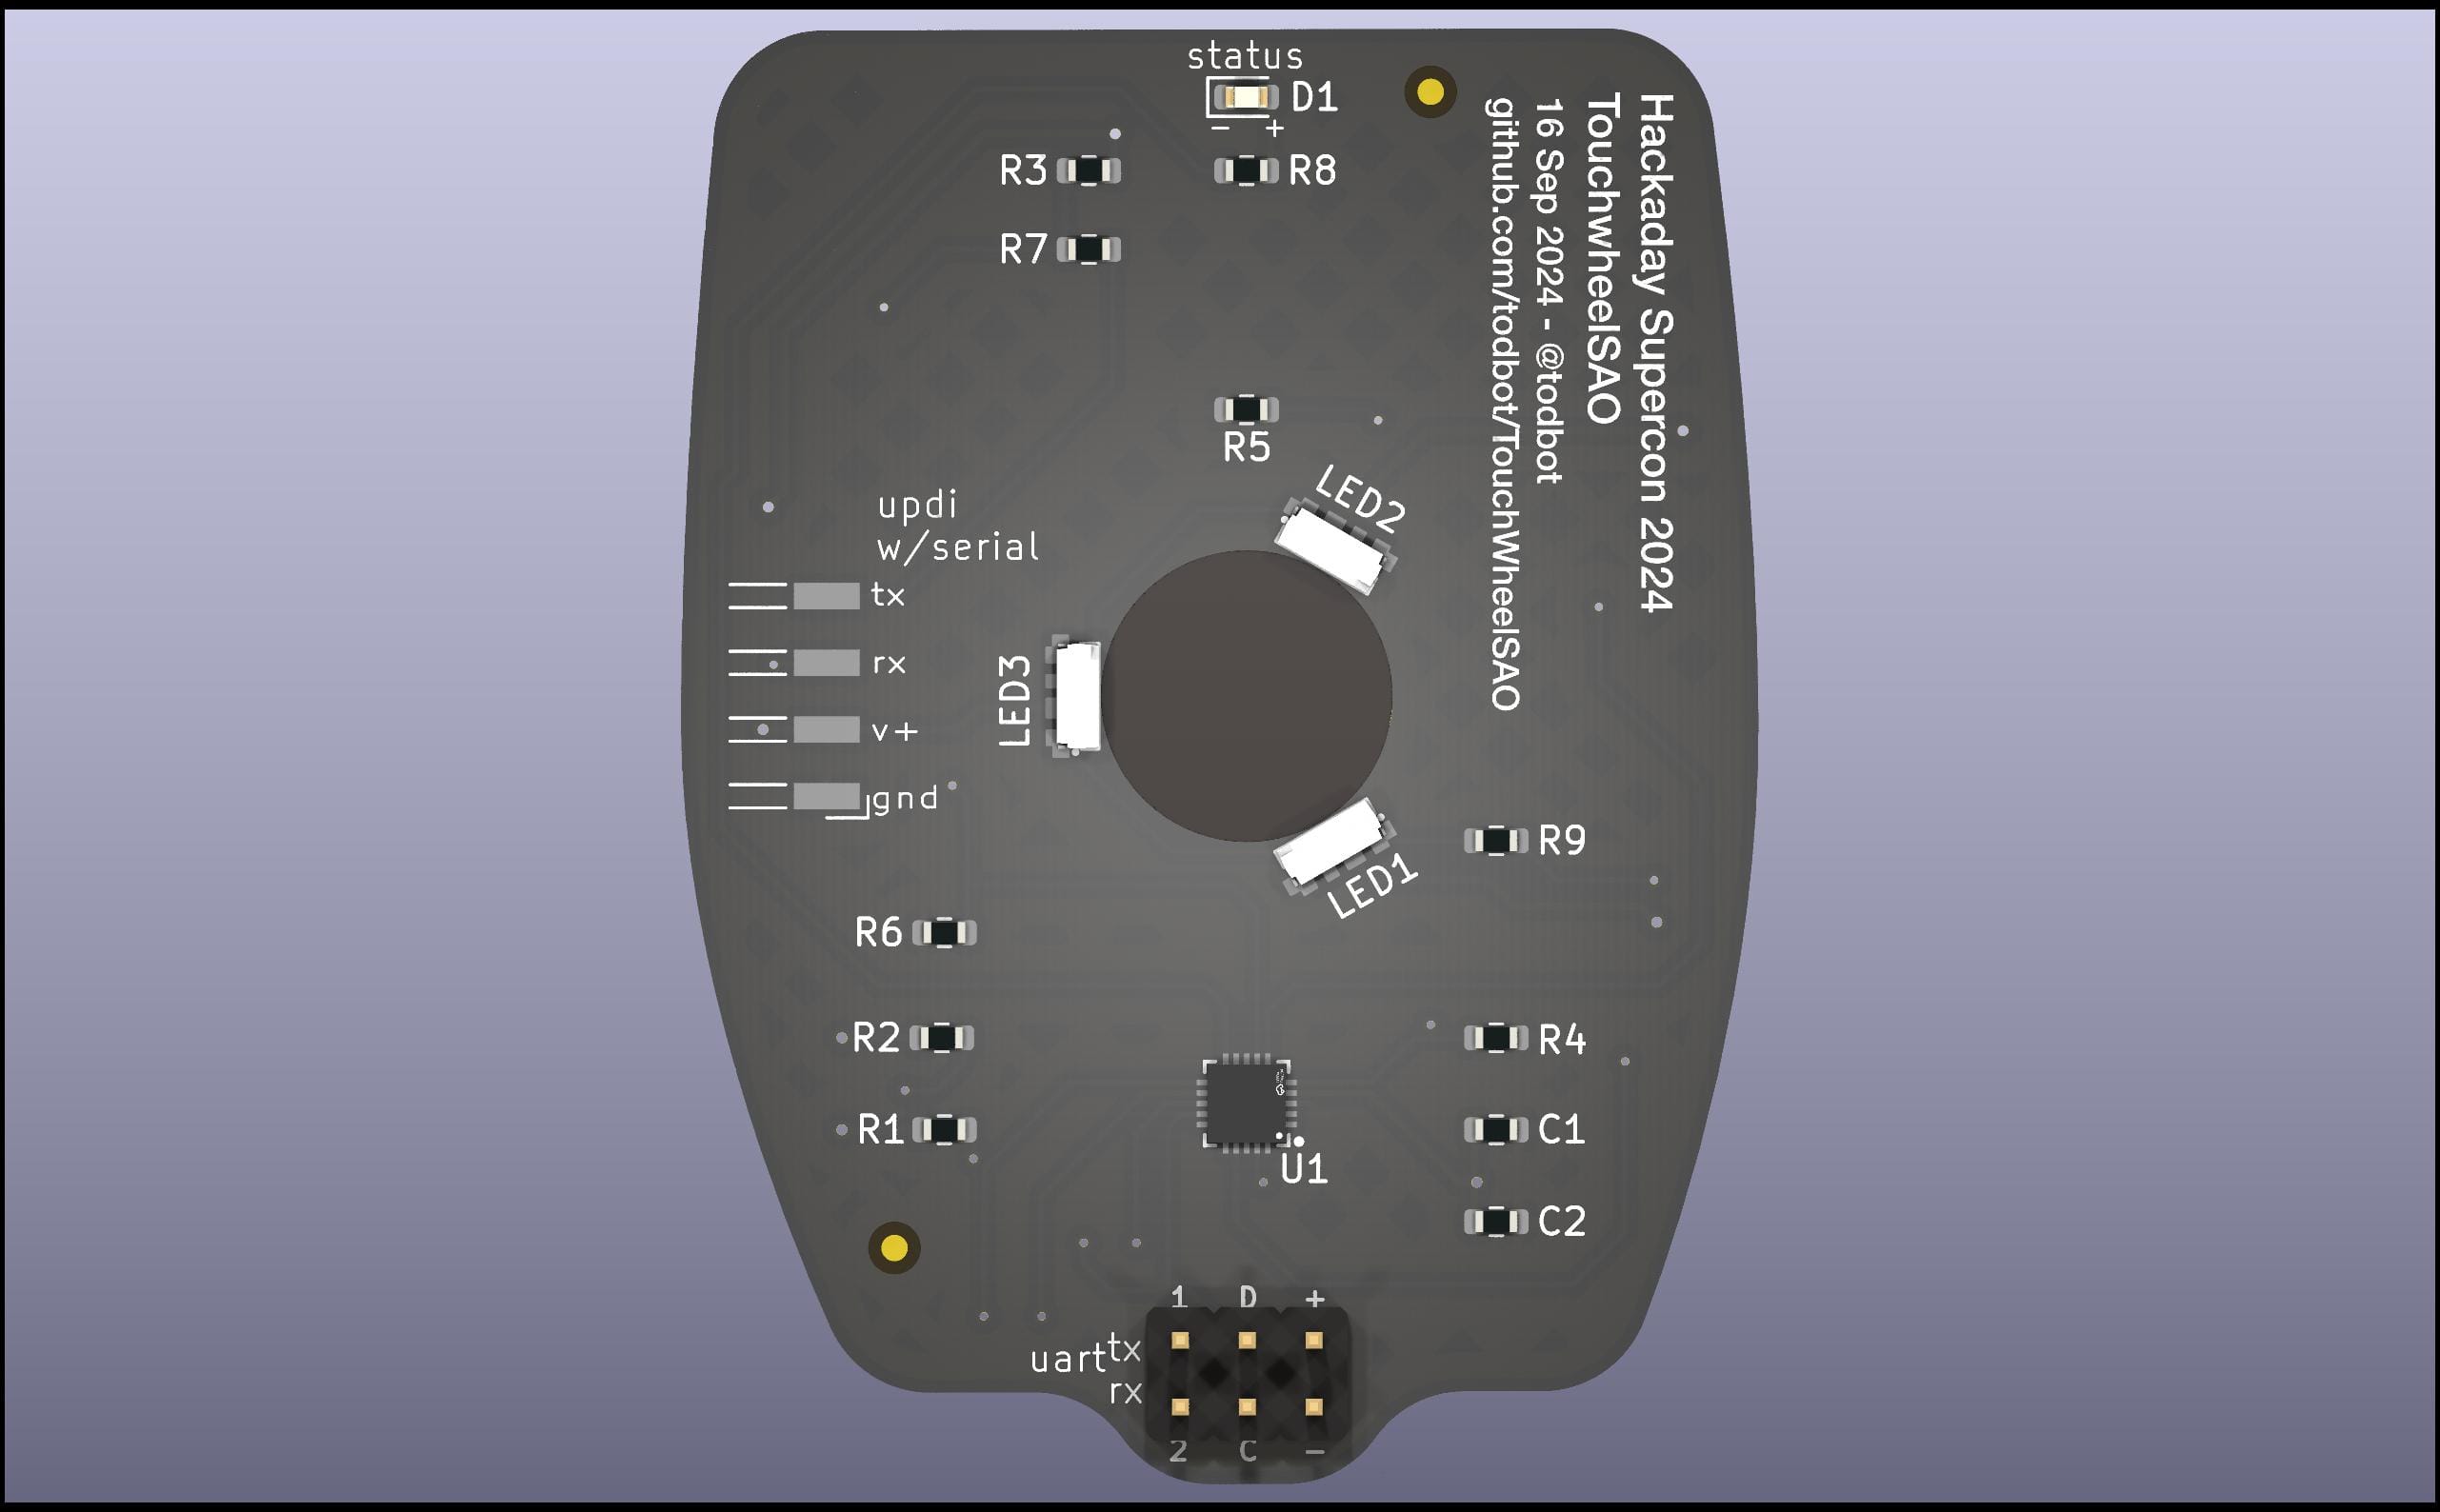 status
D1
- +
R3
R8
R7
Hackaday Supercon 2024
TouchwheelSAO
16 Sep 2024 - @todbot
github.com/todbot/TouchWheelSAO
R5
LED2
updi
w/serial
tx
rx
v+
gnd
LED3
LED1
R9
R6
R2
R4
R1
C1
U1
C2
1 D +
uart
tx
rx
2 C -